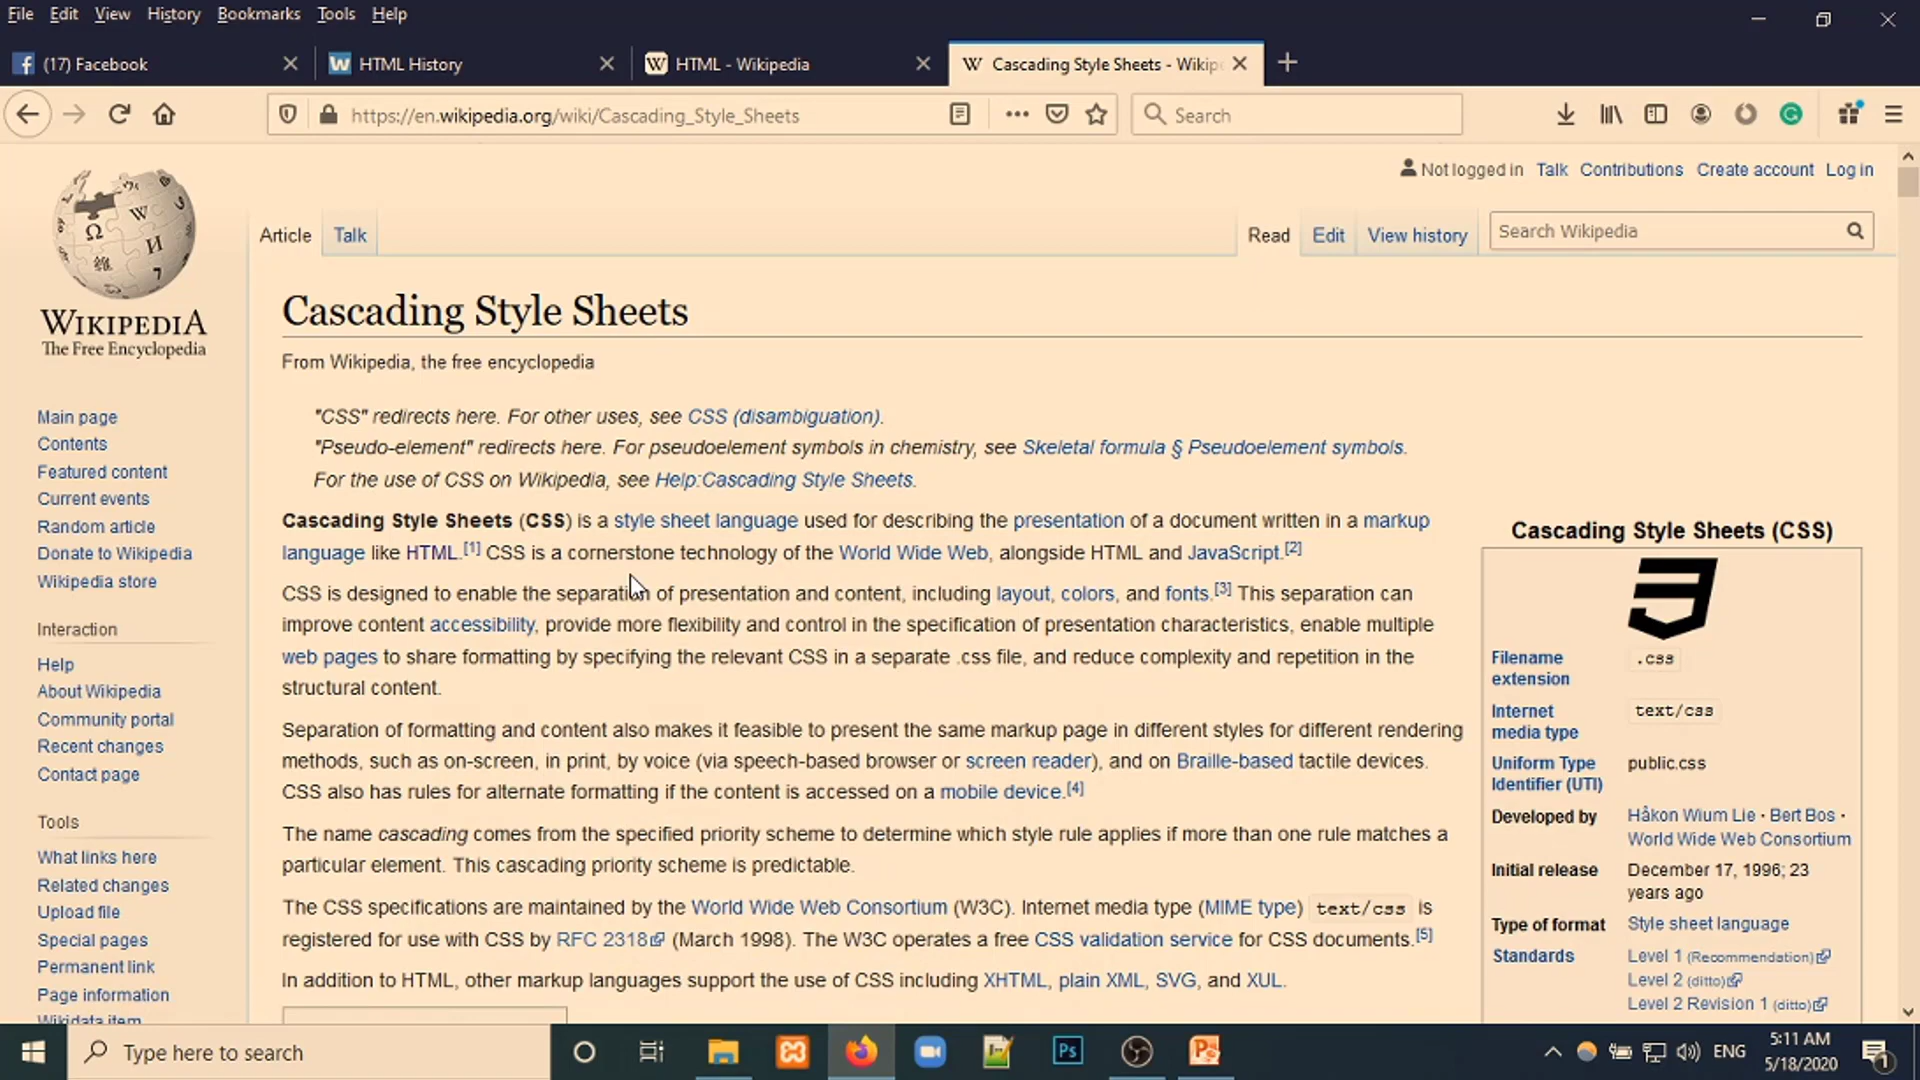 File Edit View History Bookmarks Tools Help
(17) Facebook
HTML History
HTML - Wikipedia
Cascading Style Sheets - Wikip
https://en.wikipedia.org/wiki/Cascading_Style_Sheets
Search
Not logged in Talk Contributions Create account Log in
Article Talk
Read Edit View history
Search Wikipedia
WIKIPEDIA
The Free Encyclopedia
Main page
Contents
Featured content
Current events
Random article
Donate to Wikipedia
Wikipedia store
Interaction
Help
About Wikipedia
Community portal
Recent changes
Contact page
Tools
What links here
Related changes
Upload file
Special pages
Permanent link
Page information
Wikidata item
Cascading Style Sheets
From Wikipedia, the free encyclopedia
"CSS" redirects here. For other uses, see CSS (disambiguation).
"Pseudo-element" redirects here. For pseudoelement symbols in chemistry, see Skeletal formula § Pseudoelement symbols.
For the use of CSS on Wikipedia, see Help:Cascading Style Sheets.
Cascading Style Sheets (CSS) is a style sheet language used for describing the presentation of a document written in a markup
language like HTML.[1] CSS is a cornerstone technology of the World Wide Web, alongside HTML and JavaScript.[2]
CSS is designed to enable the separation of presentation and content, including layout, colors, and fonts.[3] This separation can
improve content accessibility, provide more flexibility and control in the specification of presentation characteristics, enable multiple
web pages to share formatting by specifying the relevant CSS in a separate .css file, and reduce complexity and repetition in the
structural content.
Separation of formatting and content also makes it feasible to present the same markup page in different styles for different rendering
methods, such as on-screen, in print, by voice (via speech-based browser or screen reader), and on Braille-based tactile devices.
CSS also has rules for alternate formatting if the content is accessed on a mobile device.[4]
The name cascading comes from the specified priority scheme to determine which style rule applies if more than one rule matches a
particular element. This cascading priority scheme is predictable.
The CSS specifications are maintained by the World Wide Web Consortium (W3C). Internet media type (MIME type) text/css is
registered for use with CSS by RFC 2318 (March 1998). The W3C operates a free CSS validation service for CSS documents.[5]
In addition to HTML, other markup languages support the use of CSS including XHTML, plain XML, SVG, and XUL.
Cascading Style Sheets (CSS)
Filename .css
extension
Internet text/css
media type
Uniform Type public.css
Identifier (UTI)
Developed by Håkon Wium Lie · Bert Bos ·
World Wide Web Consortium
Initial release December 17, 1996; 23
years ago
Type of format Style sheet language
Standards Level 1 (Recommendation)
Level 2 (ditto)
Level 2 Revision 1 (ditto)
Type here to search
Ps
ENG
5:11 AM
5/18/2020
1